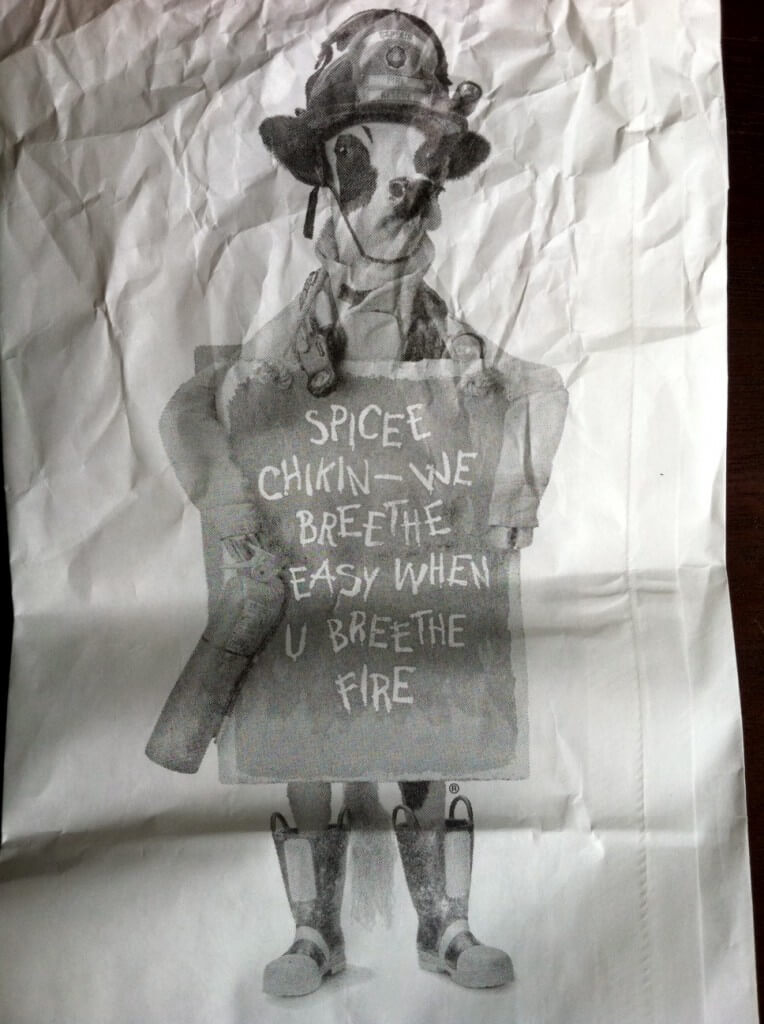 SPICEE
CHIKIN – WE
BREETHE
EASY WHEN
U BREETHE
FIRE
®